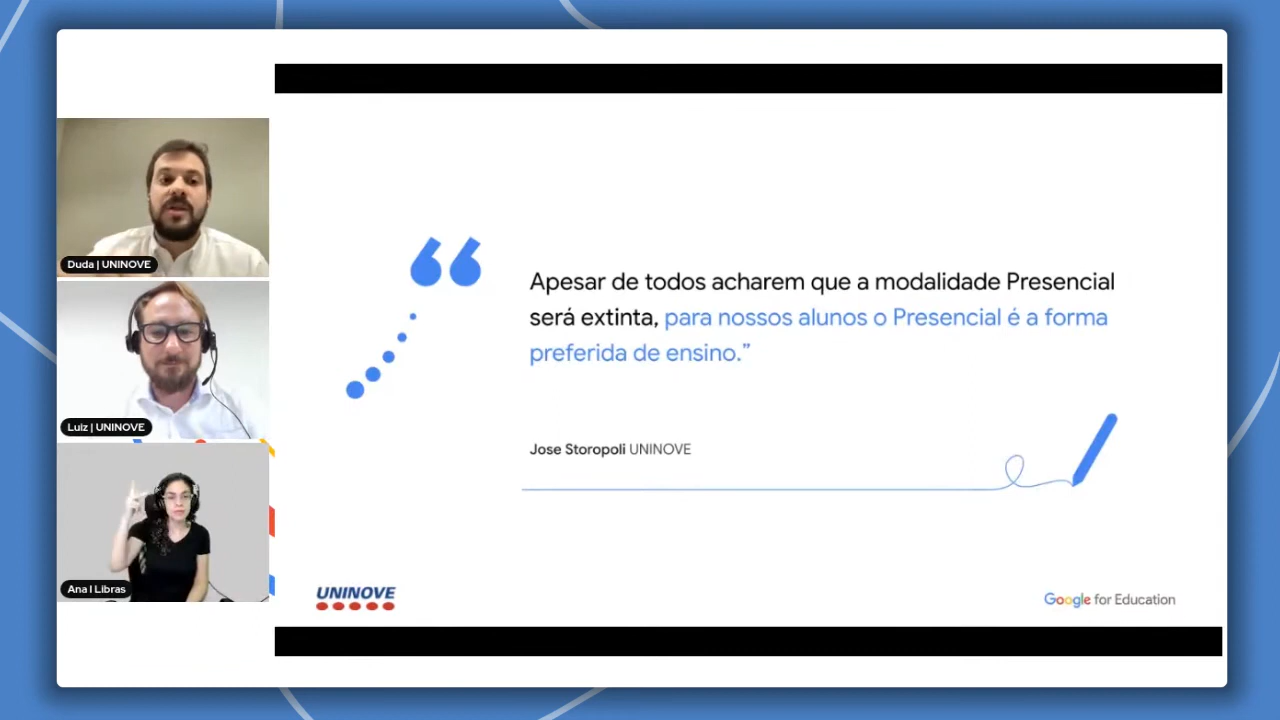 Duda | UNINOVE
Luiz | UNINOVE
Ana I Libras
“
Apesar de todos acharem que a modalidade Presencial
será extinta, para nossos alunos o Presencial é a forma
preferida de ensino.”
Jose Storopoli UNINOVE
UNINOVE
Google for Education